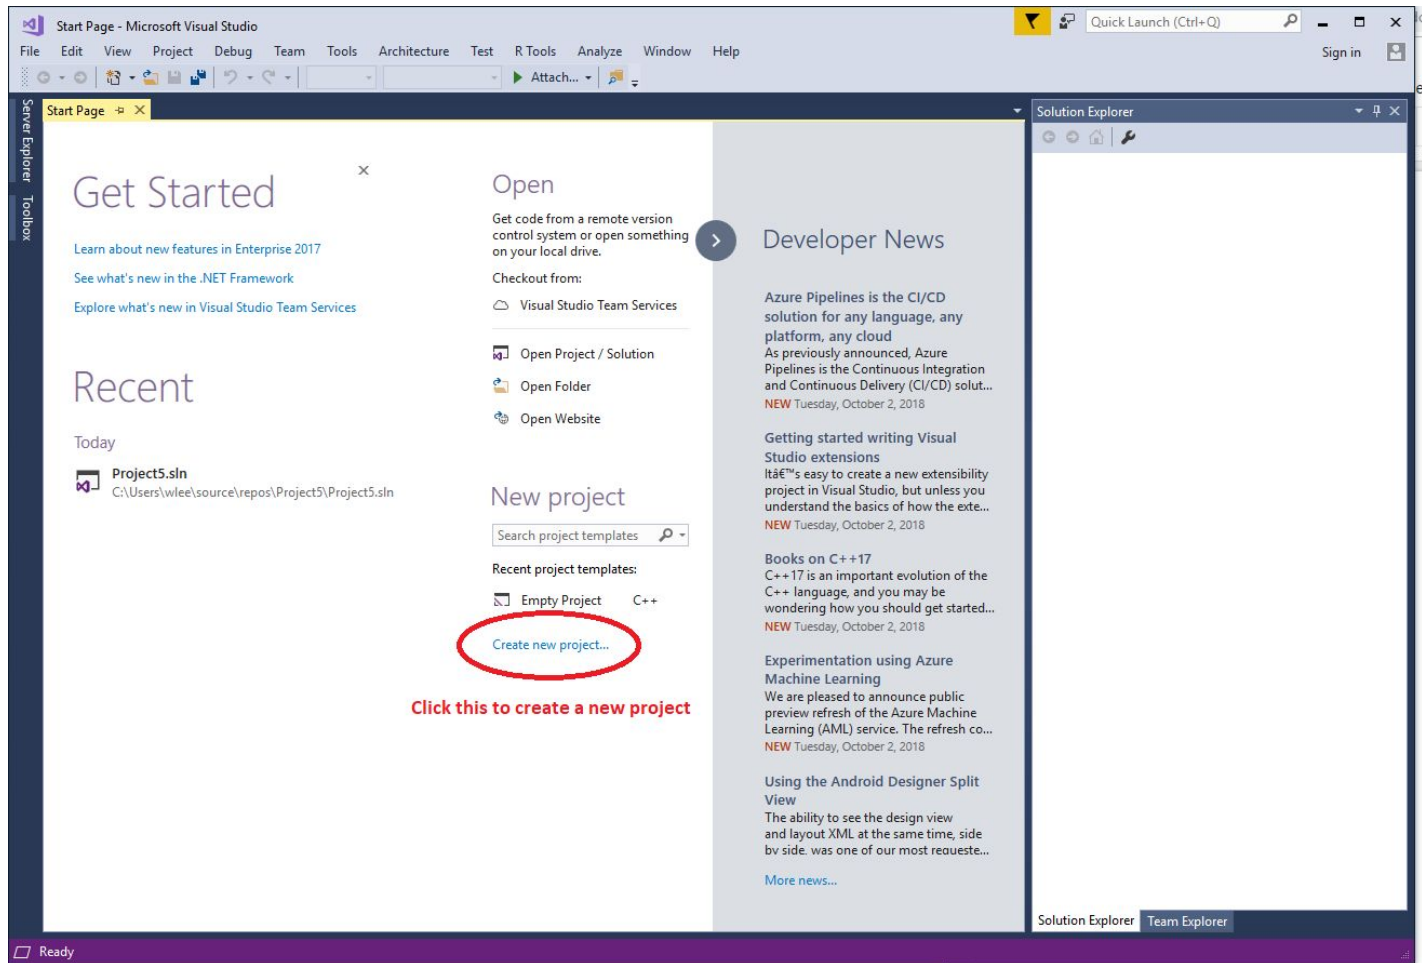 Start Page - Microsoft Visual Studio
Quick Launch (Ctrl+Q)
File Edit View Project Debug Team Tools Architecture Test R Tools Analyze Window Help
Sign in
Attach...
Server Explorer
Toolbox
Start Page
Get Started
Learn about new features in Enterprise 2017
See what's new in the .NET Framework
Explore what's new in Visual Studio Team Services
Recent
Today
Project5.sln
C:\Users\wlee\source\repos\Project5\Project5.sln
Open
Get code from a remote version
control system or open something
on your local drive.
Checkout from:
Visual Studio Team Services
Open Project / Solution
Open Folder
Open Website
New project
Search project templates
Recent project templates:
Empty Project C++
Create new project...
Click this to create a new project
Developer News
Azure Pipelines is the CI/CD
solution for any language, any
platform, any cloud
As previously announced, Azure
Pipelines is the Continuous Integration
and Continuous Delivery (CI/CD) solut...
NEW Tuesday, October 2, 2018
Getting started writing Visual
Studio extensions
Itâ€™s easy to create a new extensibility
project in Visual Studio, but unless you
understand the basics of how the exte...
NEW Tuesday, October 2, 2018
Books on C++17
C++17 is an important evolution of the
C++ language, and you may be
wondering how you should get started...
NEW Tuesday, October 2, 2018
Experimentation using Azure
Machine Learning
We are pleased to announce public
preview refresh of the Azure Machine
Learning (AML) service. The refresh co...
NEW Tuesday, October 2, 2018
Using the Android Designer Split
View
The ability to see the design view
and layout XML at the same time, side
by side, was one of our most requeste...
More news...
Solution Explorer
Solution Explorer Team Explorer
Ready